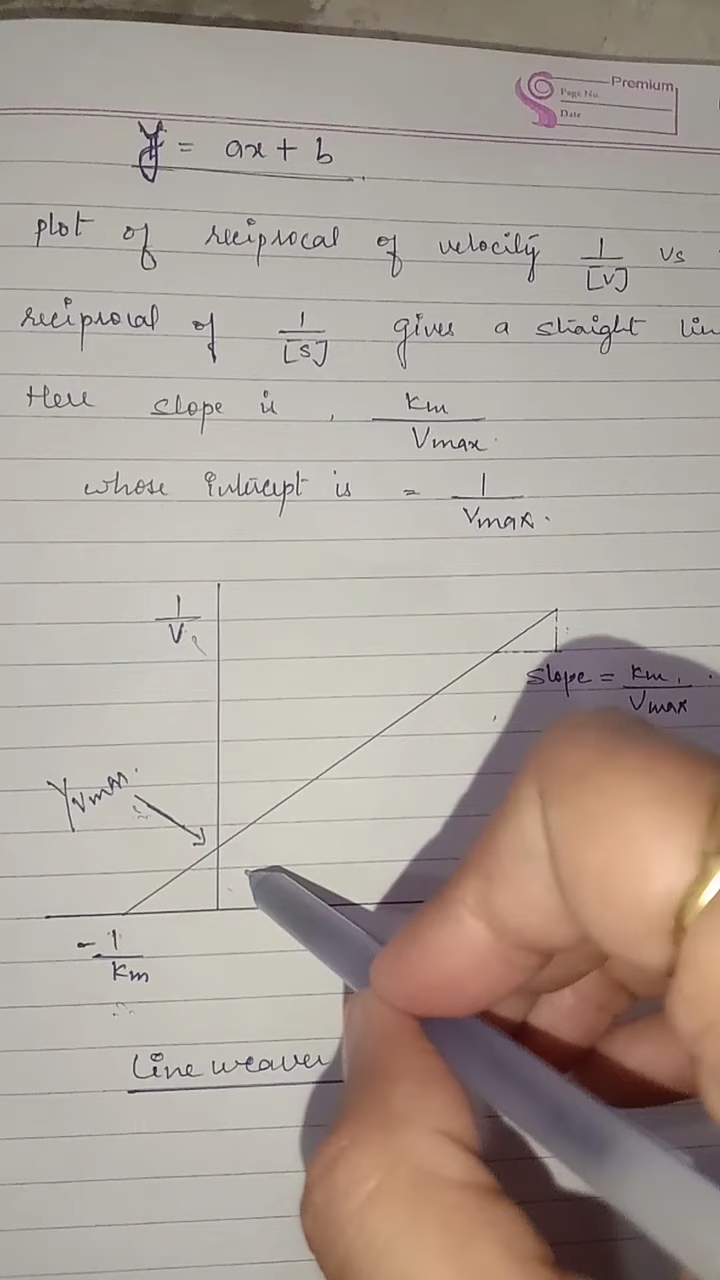 Premium
Page No.
Date
y = ax + b
plot of reciprocal of velocity 1/[V] vs
reciprocal of 1/[S] gives a straight lin
Here slope is , Km/Vmax.
whose intercept is = 1/Vmax.
1/V
slope = Km/Vmax
1/Vmax.
-1/Km
Line weaver